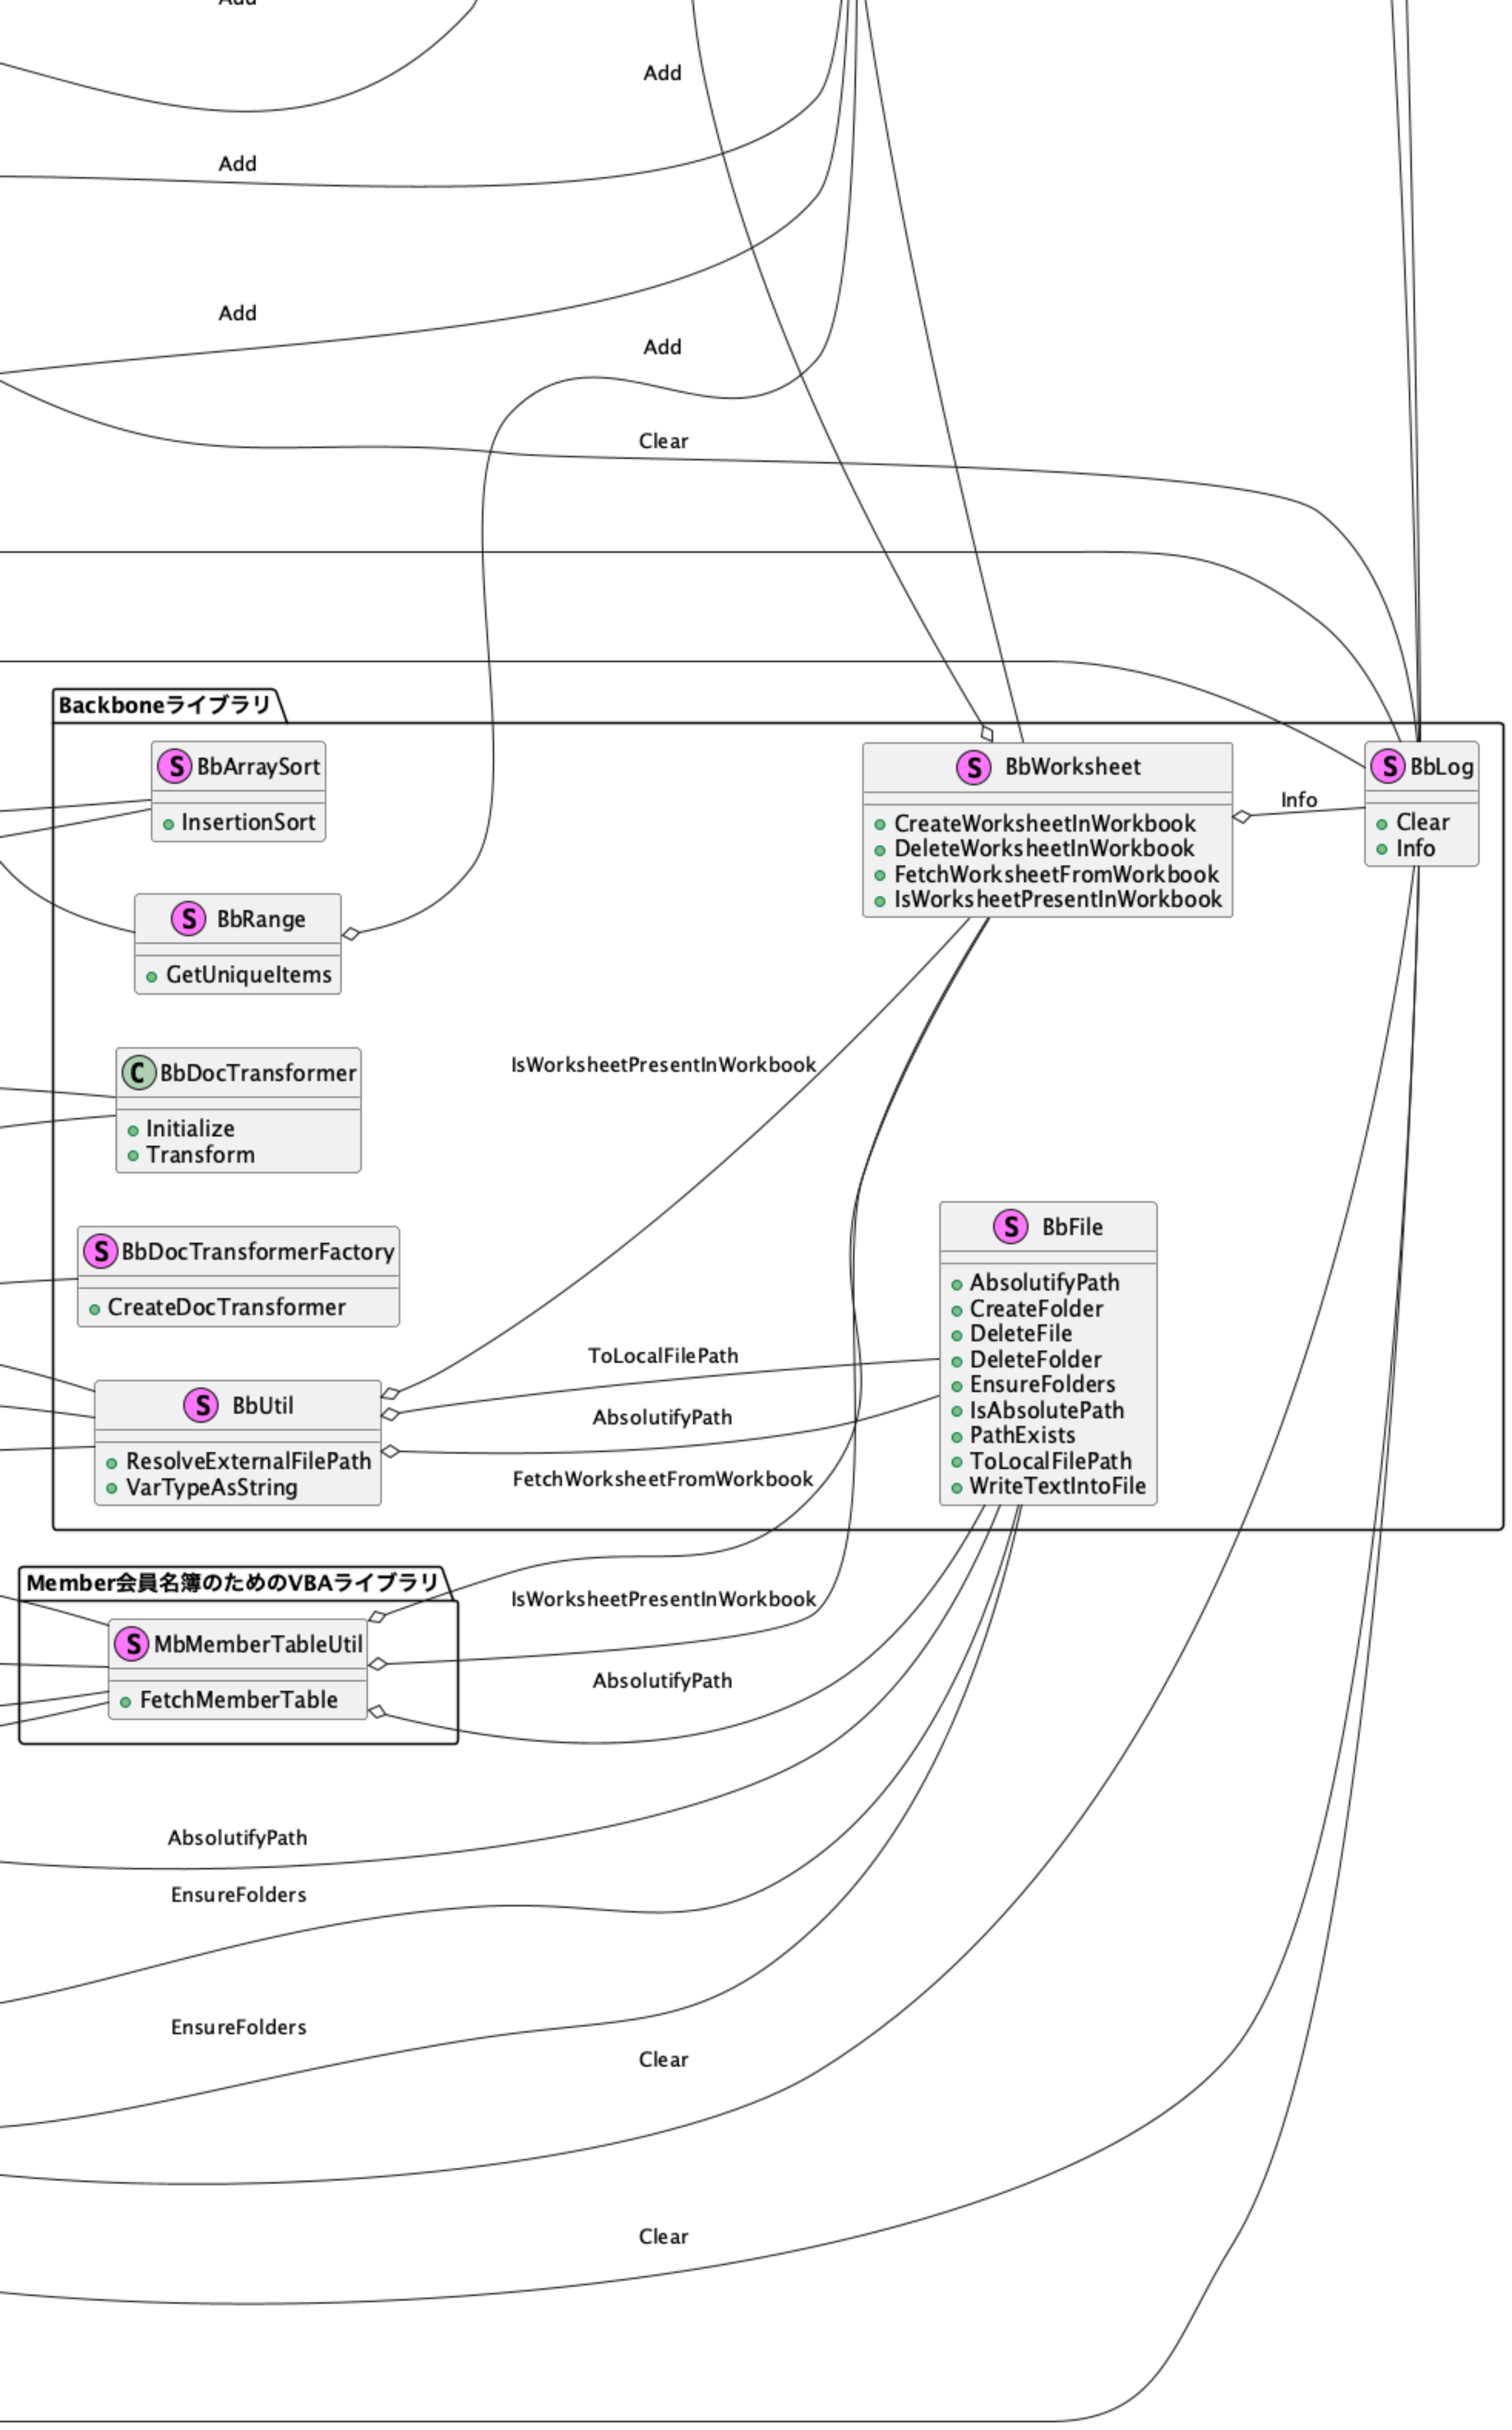 Add
Add
Add
Add
Add
Clear
Backboneライブラリ
S BbArraySort
InsertionSort
S BbWorksheet
CreateWorksheetInWorkbook
DeleteWorksheetInWorkbook
FetchWorksheetFromWorkbook
IsWorksheetPresentInWorkbook
Info
S BbLog
Clear
Info
S BbRange
GetUniqueItems
IsWorksheetPresentInWorkbook
C BbDocTransformer
Initialize
Transform
S BbDocTransformerFactory
CreateDocTransformer
S BbFile
AbsolutifyPath
CreateFolder
DeleteFile
DeleteFolder
EnsureFolders
IsAbsolutePath
PathExists
ToLocalFilePath
WriteTextIntoFile
ToLocalFilePath
AbsolutifyPath
S BbUtil
ResolveExternalFilePath
VarTypeAsString
FetchWorksheetFromWorkbook
Member会員名簿のためのVBAライブラリ
IsWorksheetPresentInWorkbook
S MbMemberTableUtil
FetchMemberTable
AbsolutifyPath
AbsolutifyPath
EnsureFolders
EnsureFolders
Clear
Clear